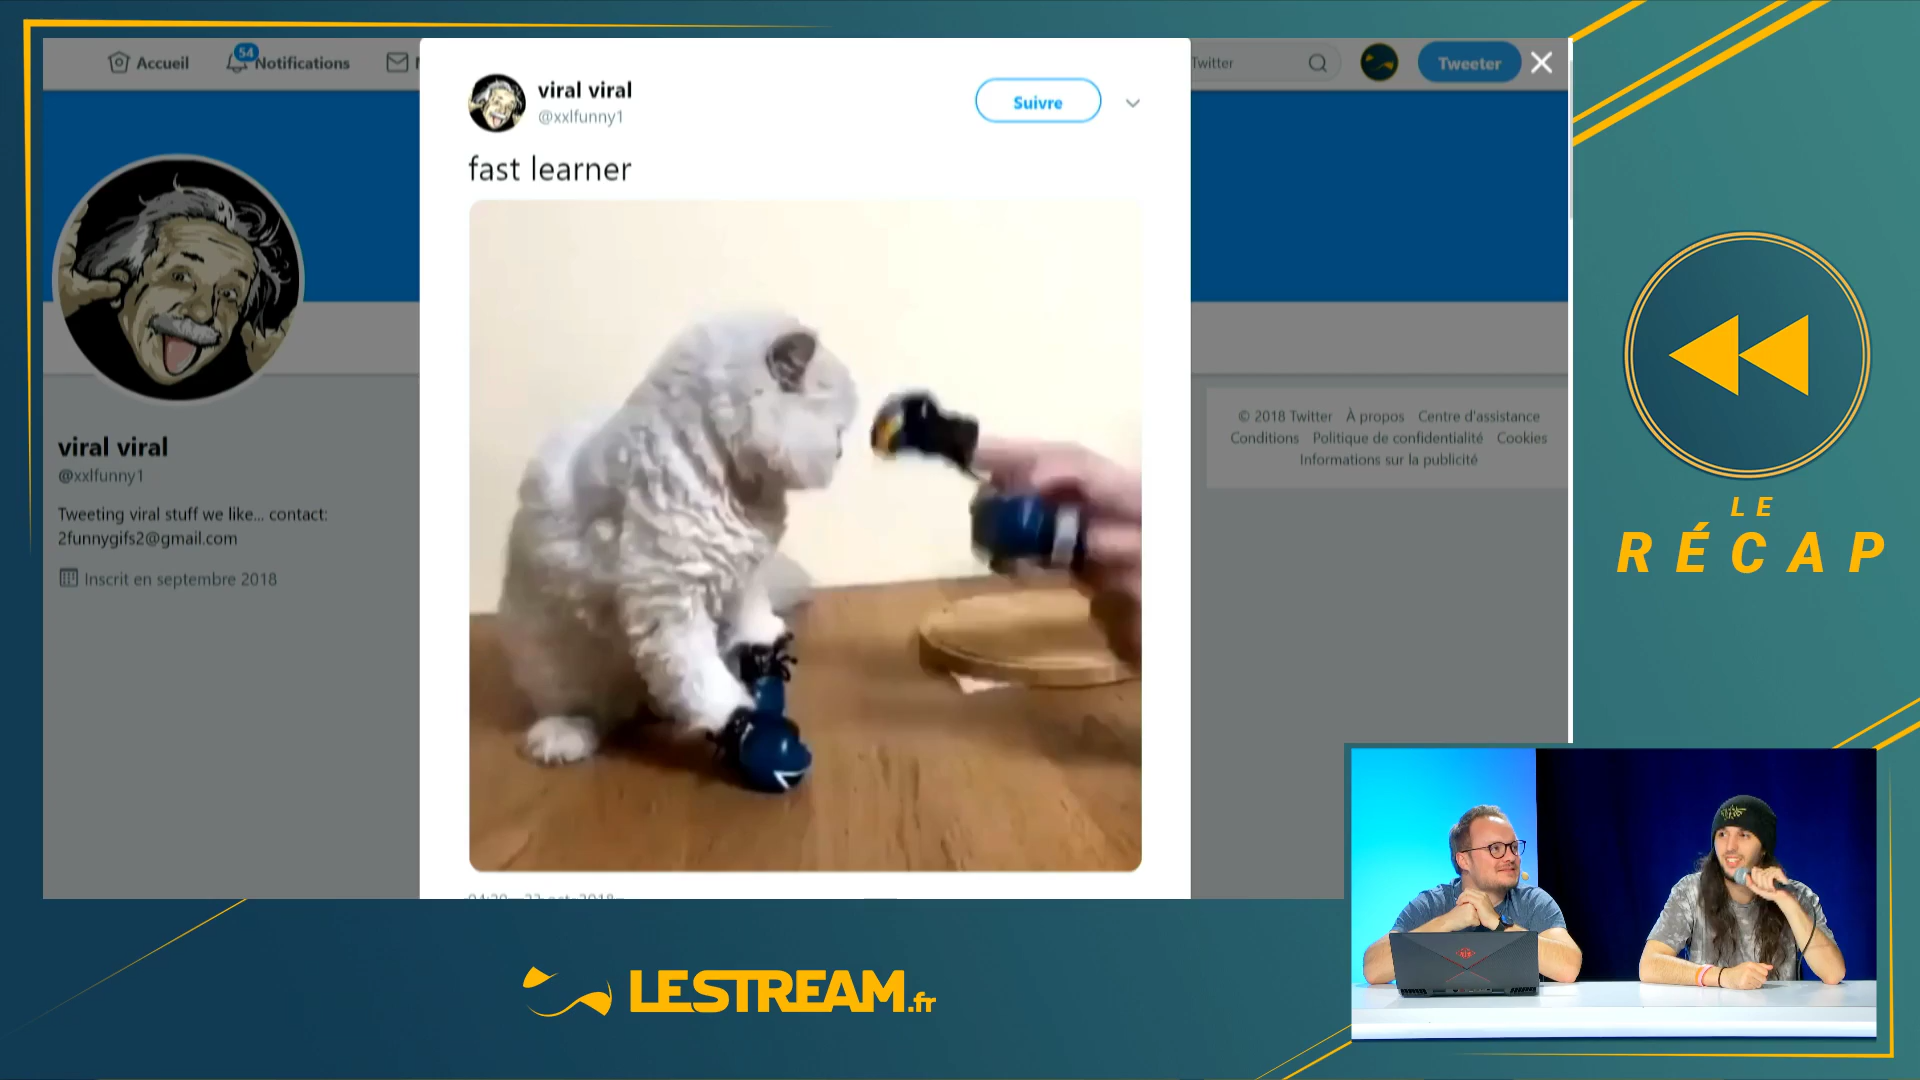 Accueil
54
Notifications
Twitter
Tweeter
viral viral
@xxlfunny1
Suivre
fast learner
viral viral
@xxlfunny1
Tweeting viral stuff we like... contact:
2funnygifs2@gmail.com
Inscrit en septembre 2018
© 2018 Twitter À propos Centre d'assistance
Conditions Politique de confidentialité Cookies
Informations sur la publicité
LE
RÉCAP
LESTREAM.fr